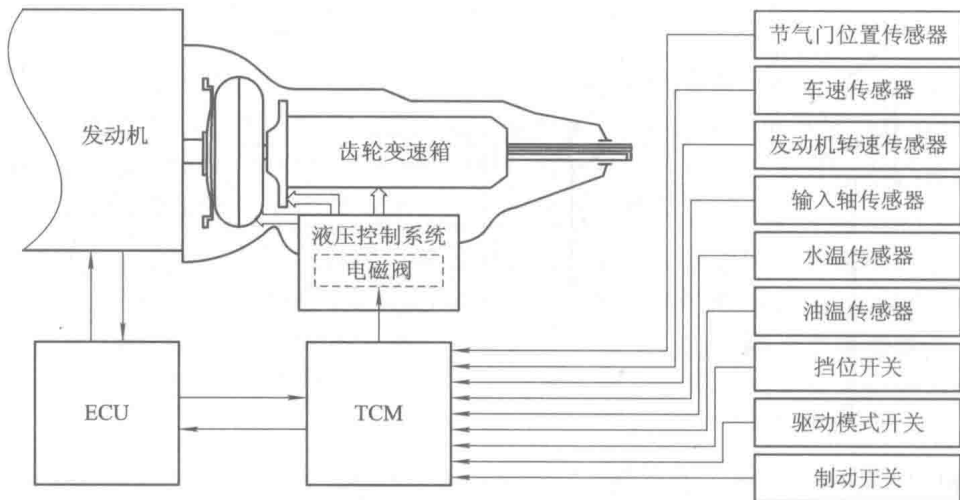 发动机
齿轮变速箱
液压控制系统
电磁阀
ECU
TCM
节气门位置传感器
车速传感器
发动机转速传感器
输入轴传感器
水温传感器
油温传感器
挡位开关
驱动模式开关
制动开关